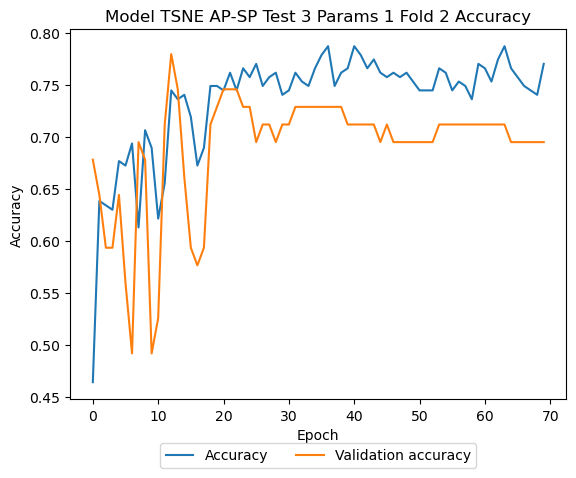 Model TSNE AP-SP Test 3 Params 1 Fold 2 Accuracy
0.80
0.75
0.70
0.65
0.60
0.55
0.50
0.45
Accuracy
0 10 20 30 40 50 60 70
Epoch
Accuracy Validation accuracy